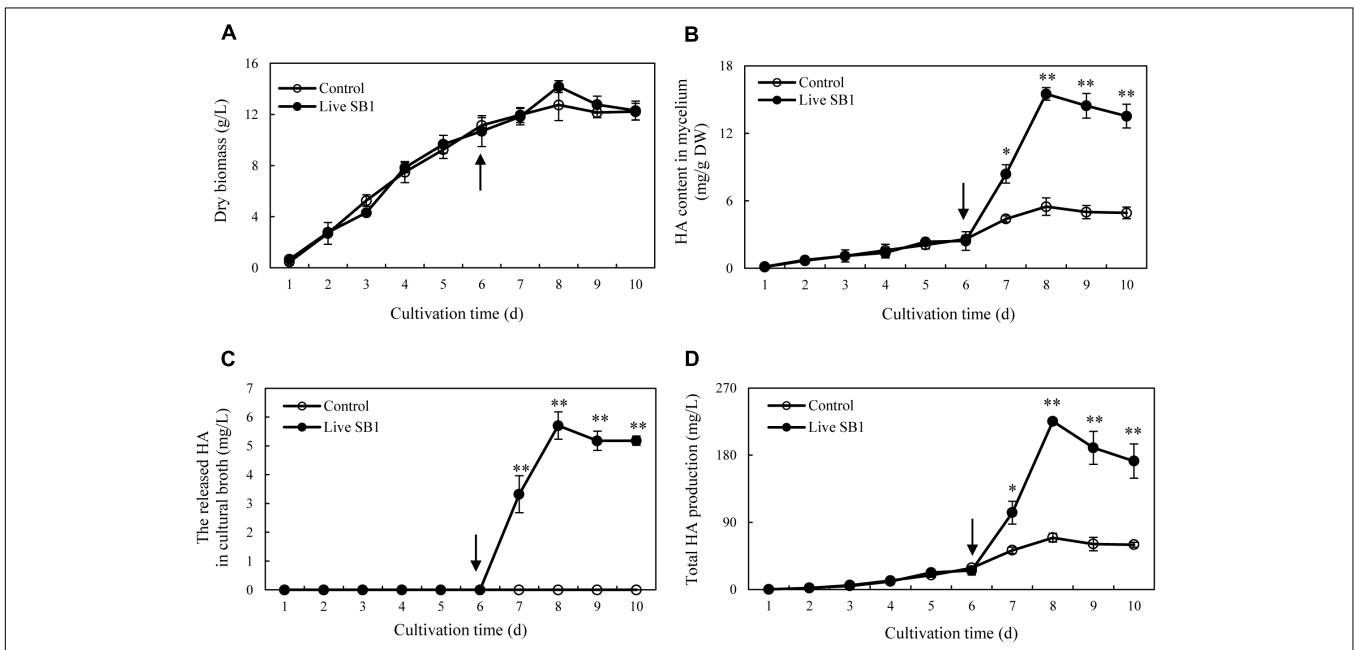 A
Dry biomass (g/L)
16
12
8
4
0
Control
Live SB1
1 2 3 4 5 6 7 8 9 10
Cultivation time (d)
B
HA content in mycelium
(mg/g DW)
18
12
6
0
Control
Live SB1
*
**
**
**
1 2 3 4 5 6 7 8 9 10
Cultivation time (d)
C
The released HA
in cultural broth (mg/L)
7
6
5
4
3
2
1
0
Control
Live SB1
**
**
**
**
1 2 3 4 5 6 7 8 9 10
Cultivation time (d)
D
Total HA production (mg/L)
270
180
90
0
Control
Live SB1
*
**
**
**
1 2 3 4 5 6 7 8 9 10
Cultivation time (d)